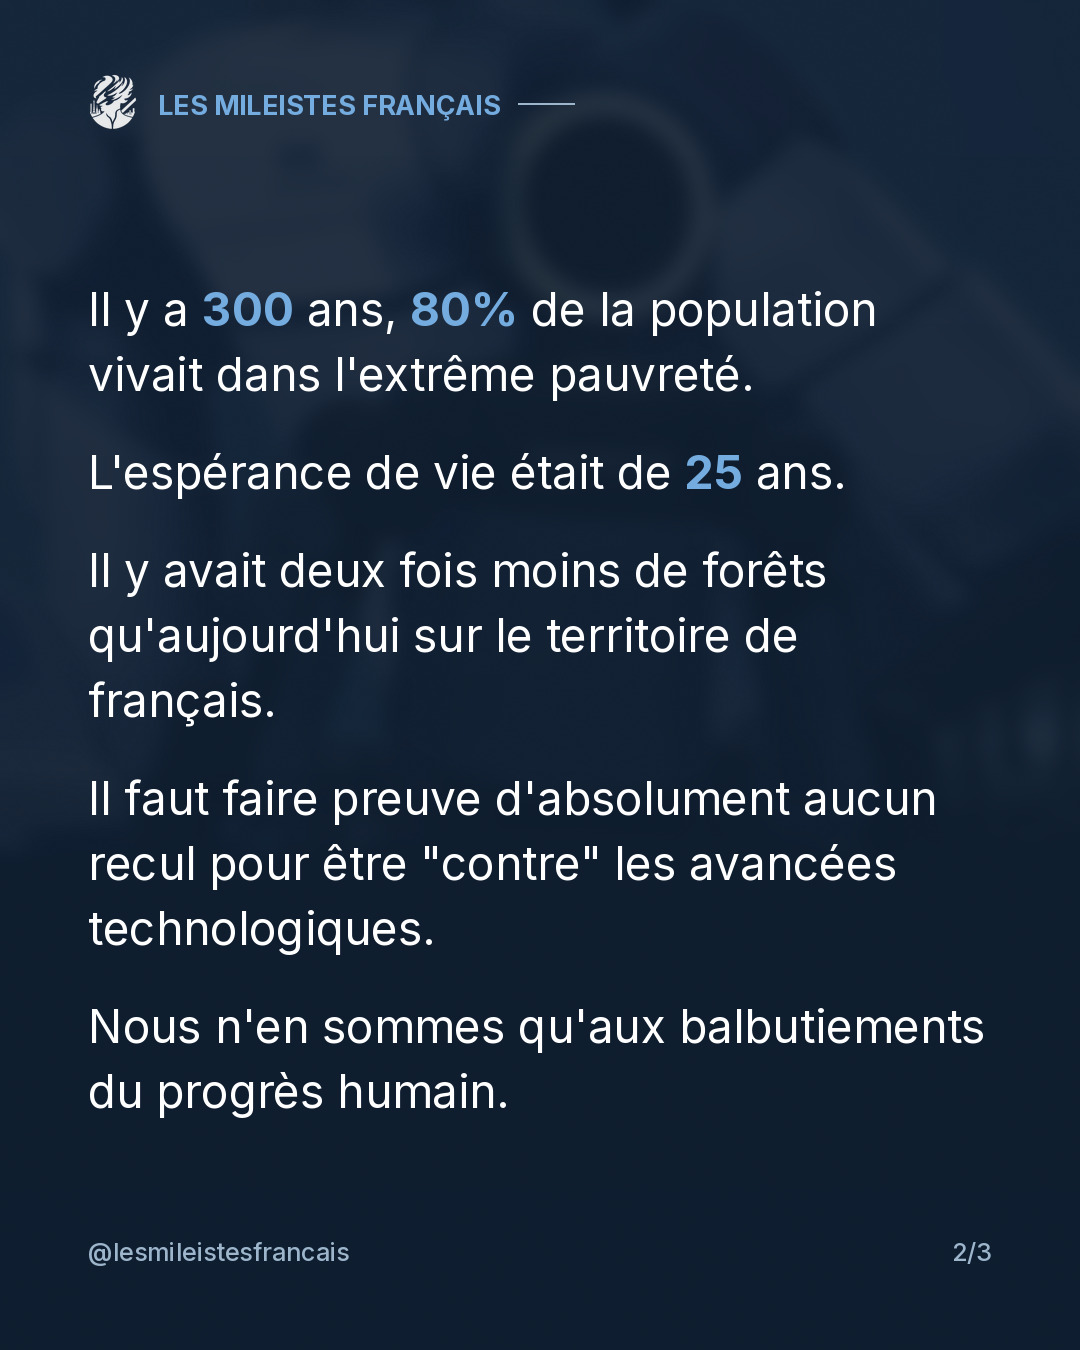 LES MILEISTES FRANÇAIS
Il y a 300 ans, 80% de la population
vivait dans l'extrême pauvreté.
L'espérance de vie était de 25 ans.
Il y avait deux fois moins de forêts
qu'aujourd'hui sur le territoire de
français.
Il faut faire preuve d'absolument aucun
recul pour être "contre" les avancées
technologiques.
Nous n'en sommes qu'aux balbutiements
du progrès humain.
@lesmileistesfrancais
2/3